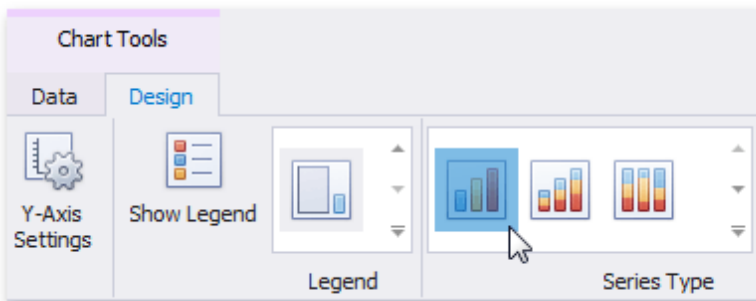 Chart Tools
Data
Design
Y-Axis
Settings
Show Legend
Legend
Series Type